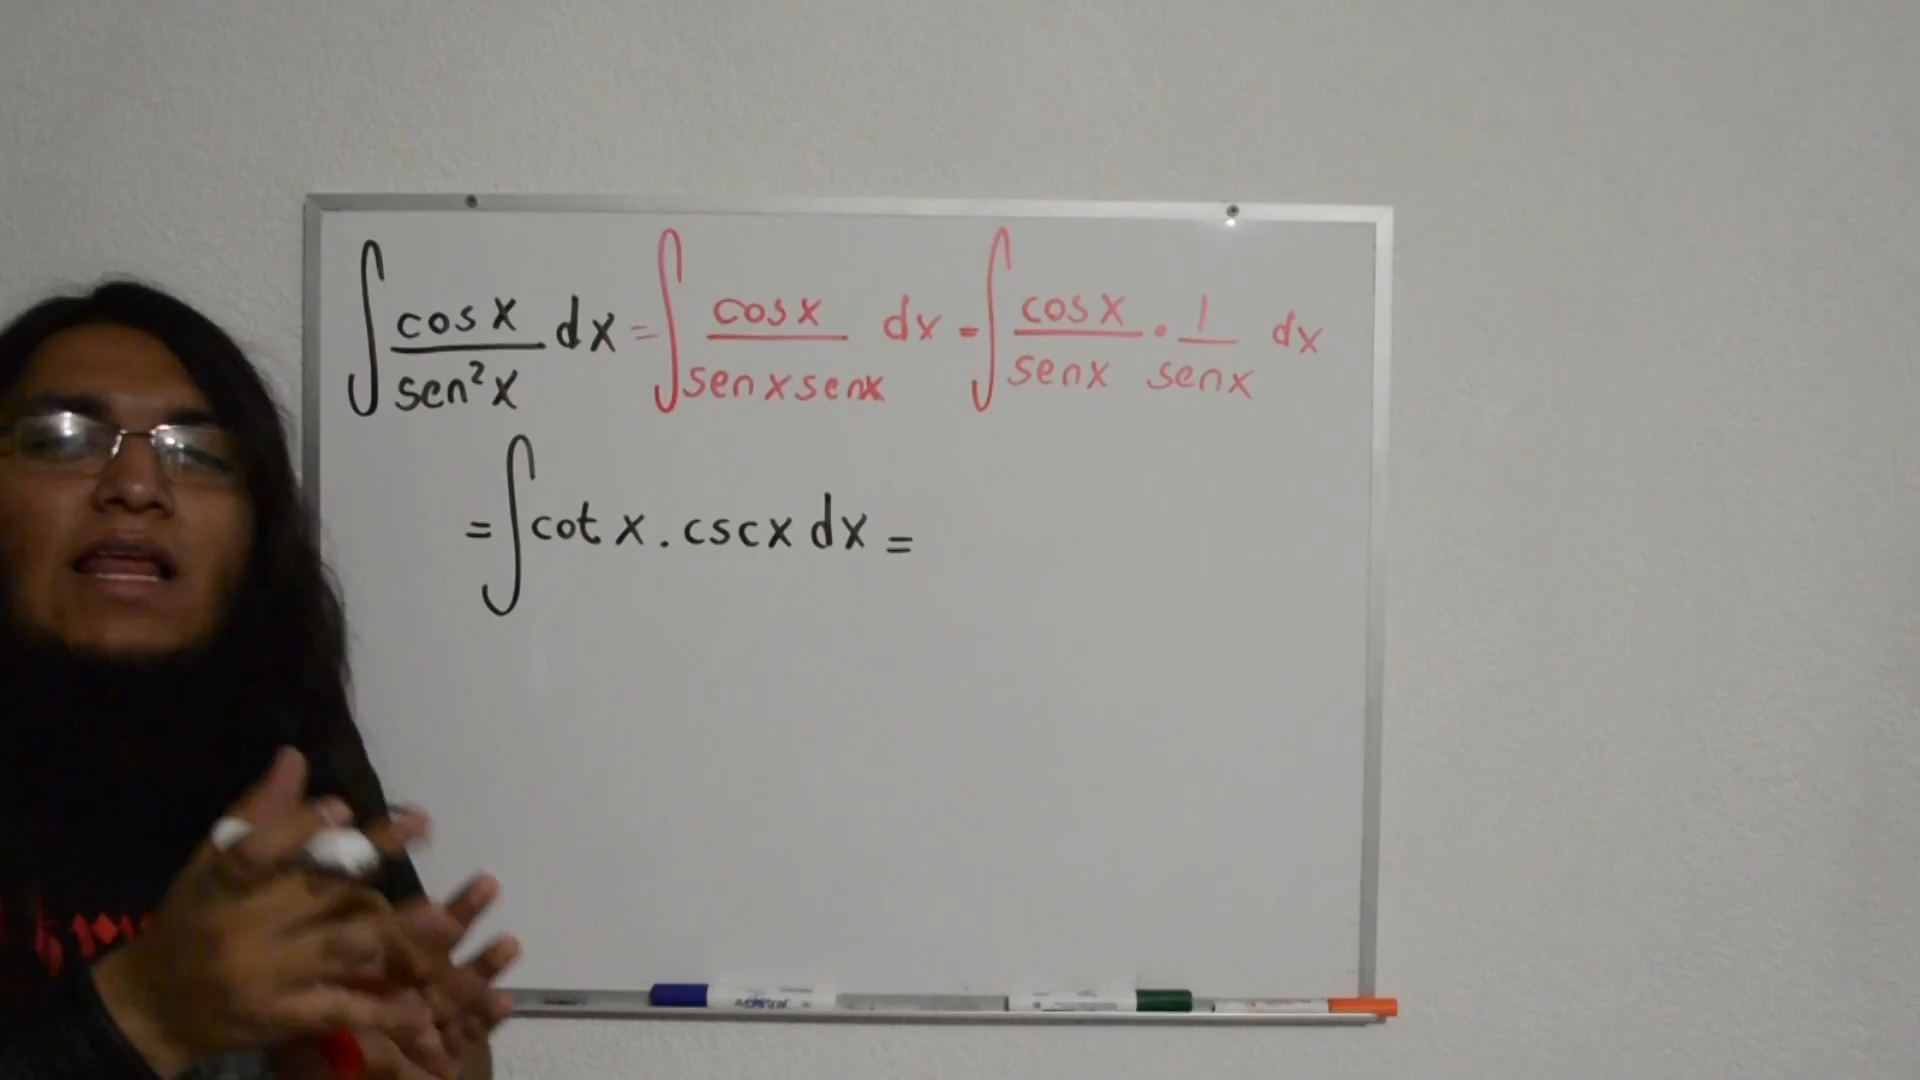 ∫ cos x / sen²x dx = ∫ cos x / sen x sen x dx = ∫ cos x / sen x · 1 / sen x dx
= ∫ cot x . csc x dx =